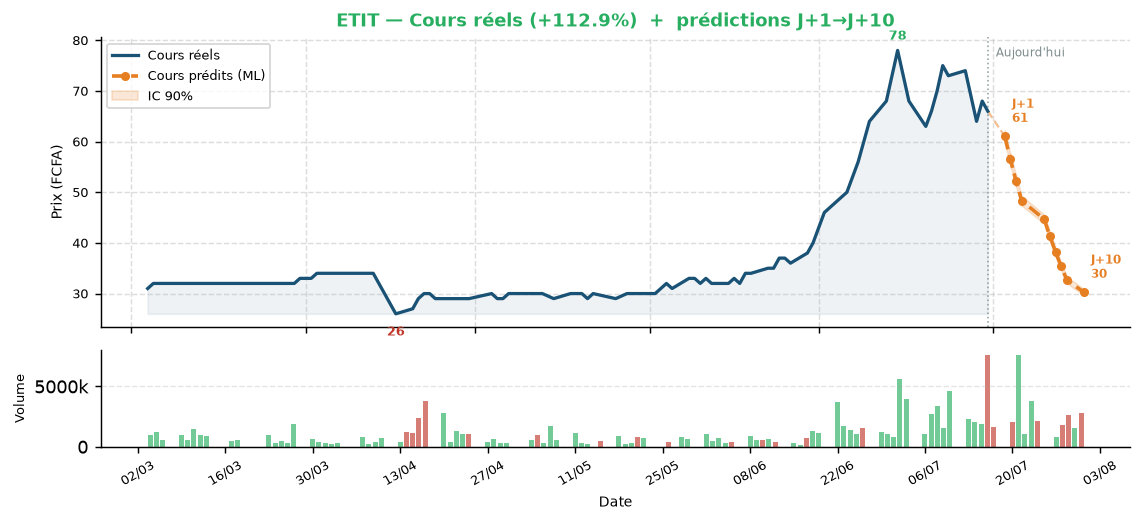 ETIT — Cours réels (+112.9%)  +  prédictions J+1→J+10
78
Cours réels
Cours prédits (ML)
IC 90%
Aujourd'hui
J+1
61
J+10
30
26
Prix (FCFA)
80
70
60
50
40
30
Volume
5000k
0
02/03
16/03
30/03
13/04
27/04
11/05
25/05
08/06
22/06
06/07
20/07
03/08
Date